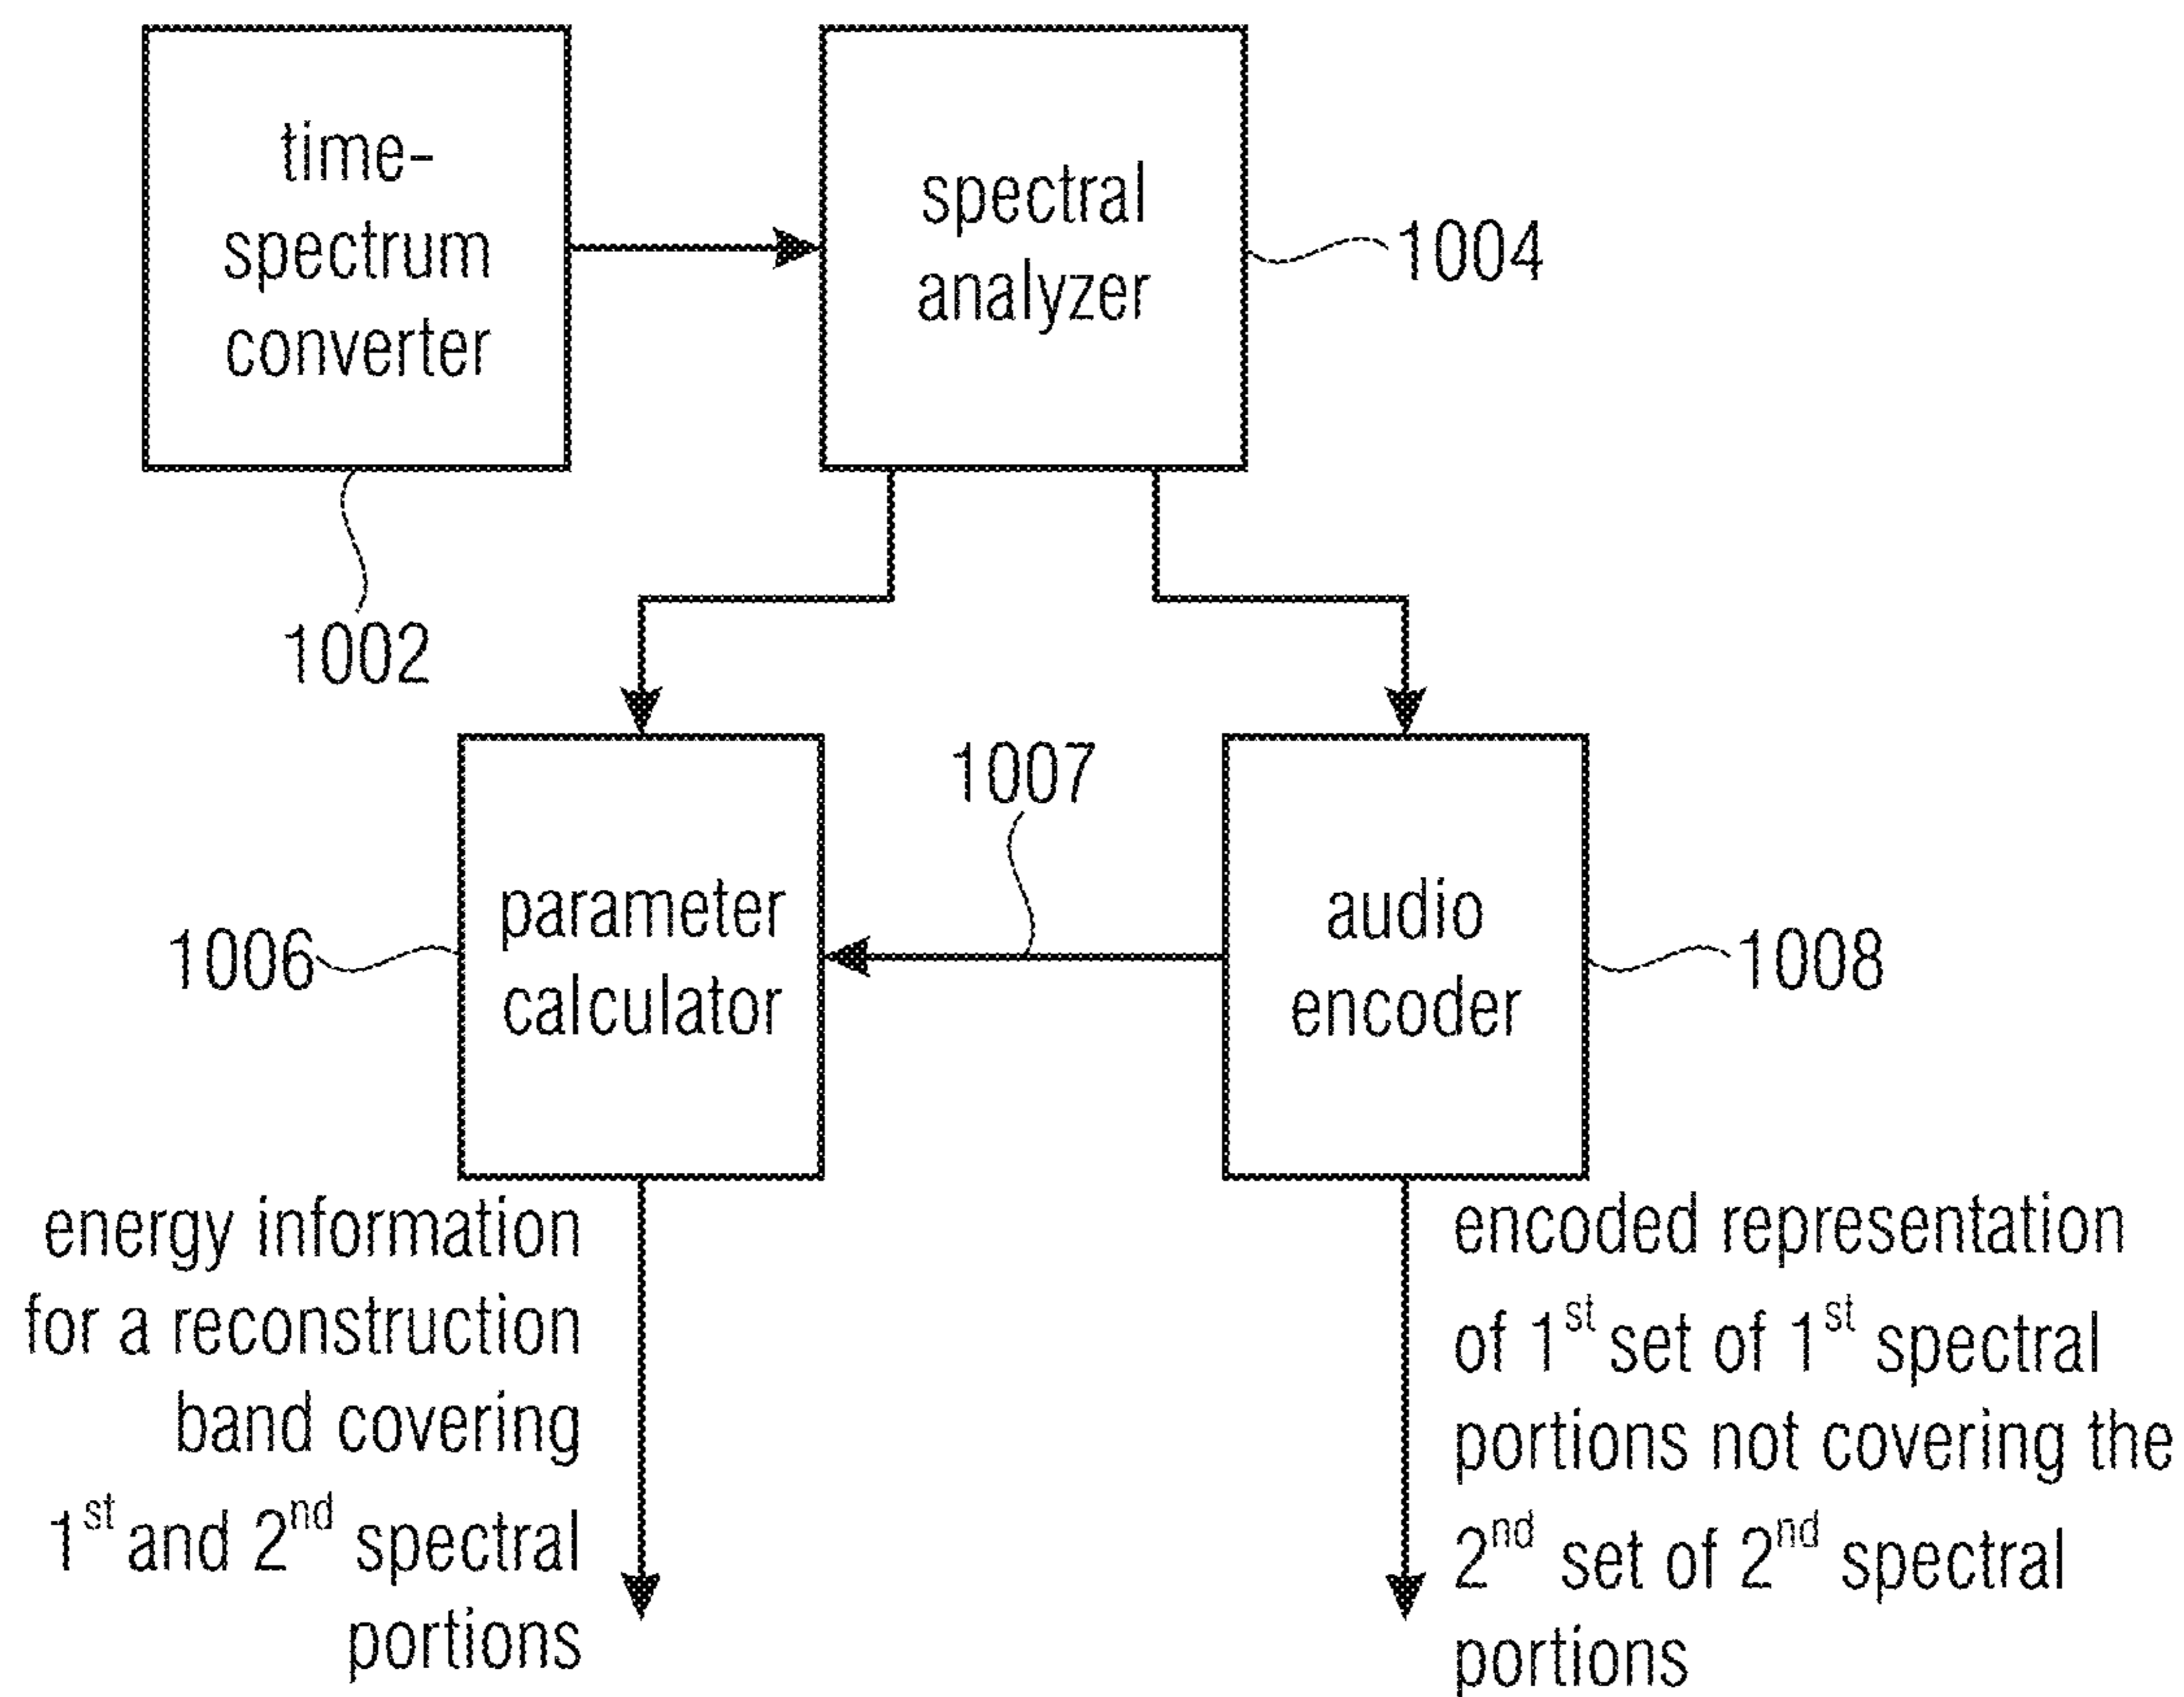 time-
spectrum
converter
spectral
analyzer
1004
1002
1007
parameter
calculator
1006
audio
encoder
1008
energy information
for a reconstruction
band covering
1st and 2nd spectral
portions
encoded representation
of 1st set of 1st spectral
portions not covering the
2nd set of 2nd spectral
portions